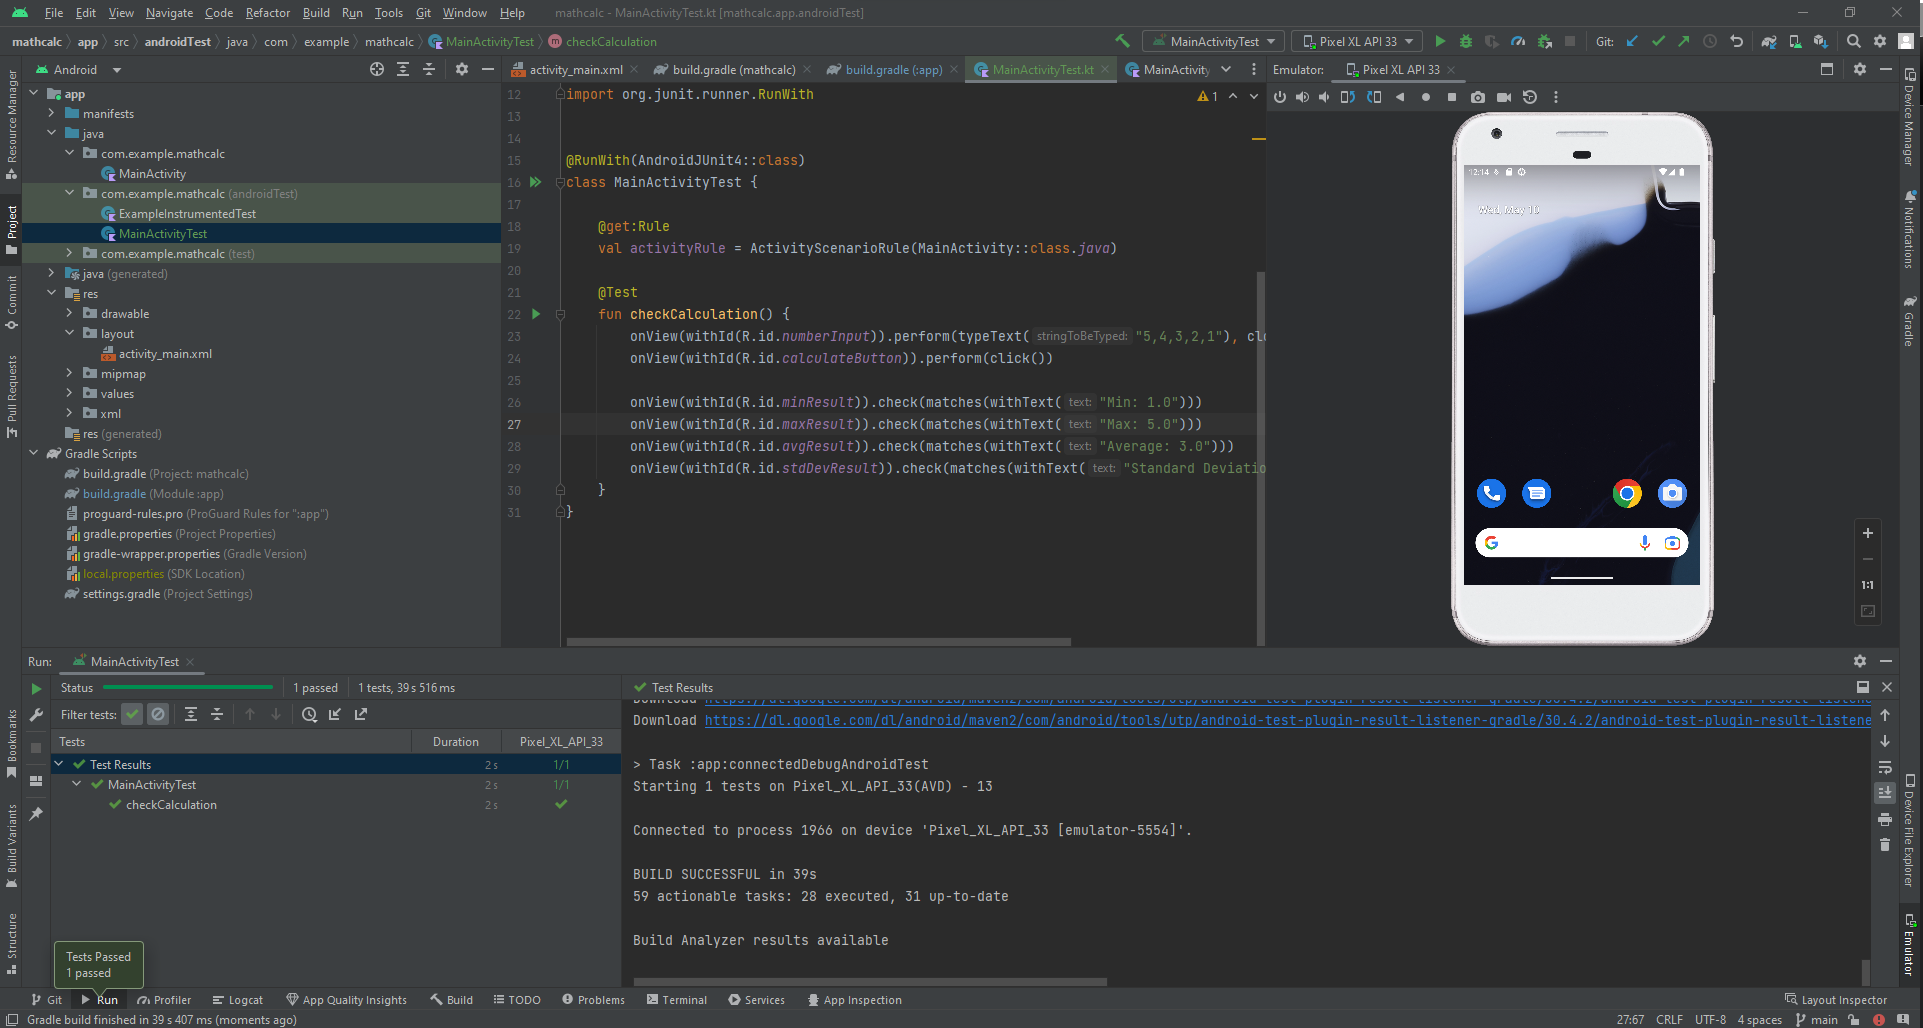 File Edit View Navigate Code Refactor Build Run Tools Git Window Help mathcalc - MainActivityTest.kt [mathcalc.app.androidTest]
mathcalc app src androidTest java com example mathcalc MainActivityTest checkCalculation MainActivityTest Pixel XL API 33 Git:
Android activity_main.xml build.gradle (mathcalc) build.gradle (:app) MainActivityTest.kt MainActivity Emulator: Pixel XL API 33
Resource Manager
Project
Commit
Pull Requests
Bookmarks
Build Variants
Structure
app
manifests
java
com.example.mathcalc
MainActivity
com.example.mathcalc (androidTest)
ExampleInstrumentedTest
MainActivityTest
com.example.mathcalc (test)
java (generated)
res
drawable
layout
activity_main.xml
mipmap
values
xml
res (generated)
Gradle Scripts
build.gradle (Project: mathcalc)
build.gradle (Module :app)
proguard-rules.pro (ProGuard Rules for ":app")
gradle.properties (Project Properties)
gradle-wrapper.properties (Gradle Version)
local.properties (SDK Location)
settings.gradle (Project Settings)
12 import org.junit.runner.RunWith
1
13
14
15 @RunWith(AndroidJUnit4::class)
16 class MainActivityTest {
17
18 @get:Rule
19 val activityRule = ActivityScenarioRule(MainActivity::class.java)
20
21 @Test
22 fun checkCalculation() {
23 onView(withId(R.id.numberInput)).perform(typeText( stringToBeTyped: "5,4,3,2,1"), clo
24 onView(withId(R.id.calculateButton)).perform(click())
25
26 onView(withId(R.id.minResult)).check(matches(withText( text: "Min: 1.0")))
27 onView(withId(R.id.maxResult)).check(matches(withText( text: "Max: 5.0")))
28 onView(withId(R.id.avgResult)).check(matches(withText( text: "Average: 3.0")))
29 onView(withId(R.id.stdDevResult)).check(matches(withText( text: "Standard Deviatio
30 }
31 }
12:14
Wed, May 10
1:1
Device Manager
Notifications
Gradle
Device File Explorer
Emulator
Run: MainActivityTest
Status 1 passed 1 tests, 39 s 516 ms
Filter tests:
Tests Duration Pixel_XL_API_33
Test Results 2 s 1/1
MainActivityTest 2 s 1/1
checkCalculation 2 s
Test Results
Download https://dl.google.com/dl/android/maven2/com/android/tools/utp/android-test-plugin-result-listener-gradle/30.4.2/android-test-plugin-result-listene
> Task :app:connectedDebugAndroidTest
Starting 1 tests on Pixel_XL_API_33(AVD) - 13
Connected to process 1966 on device 'Pixel_XL_API_33 [emulator-5554]'.
BUILD SUCCESSFUL in 39s
59 actionable tasks: 28 executed, 31 up-to-date
Build Analyzer results available
Tests Passed
1 passed
Git Run Profiler Logcat App Quality Insights Build TODO Problems Terminal Services App Inspection Layout Inspector
Gradle build finished in 39 s 407 ms (moments ago) 27:67 CRLF UTF-8 4 spaces main